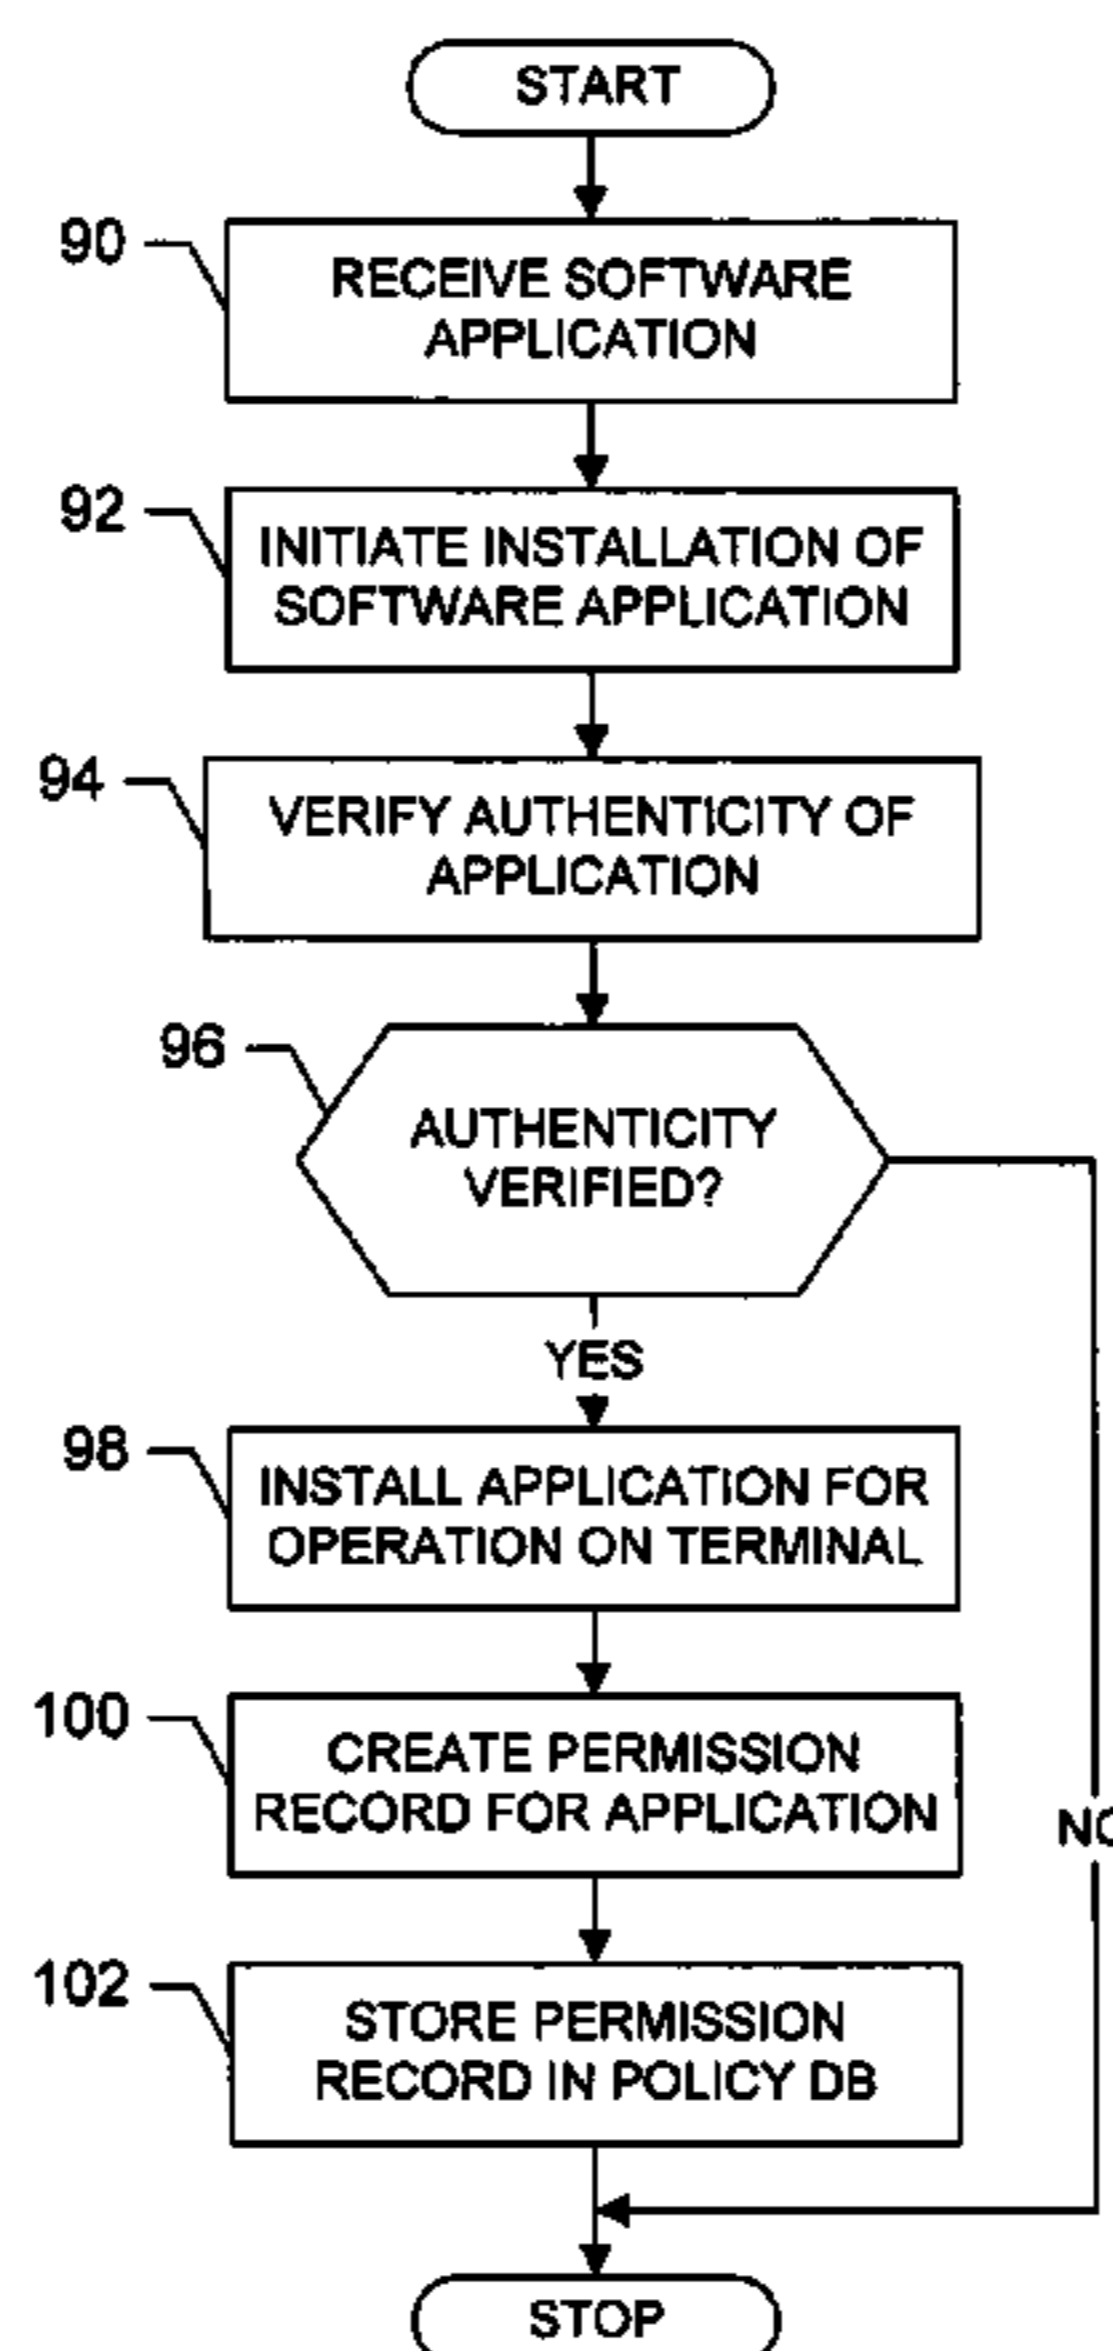 START
90
RECEIVE SOFTWARE
APPLICATION
92
INITIATE INSTALLATION OF
SOFTWARE APPLICATION
94
VERIFY AUTHENTICITY OF
APPLICATION
96
AUTHENTICITY
VERIFIED?
YES
98
INSTALL APPLICATION FOR
OPERATION ON TERMINAL
100
CREATE PERMISSION
RECORD FOR APPLICATION
NO
102
STORE PERMISSION
RECORD IN POLICY DB
STOP